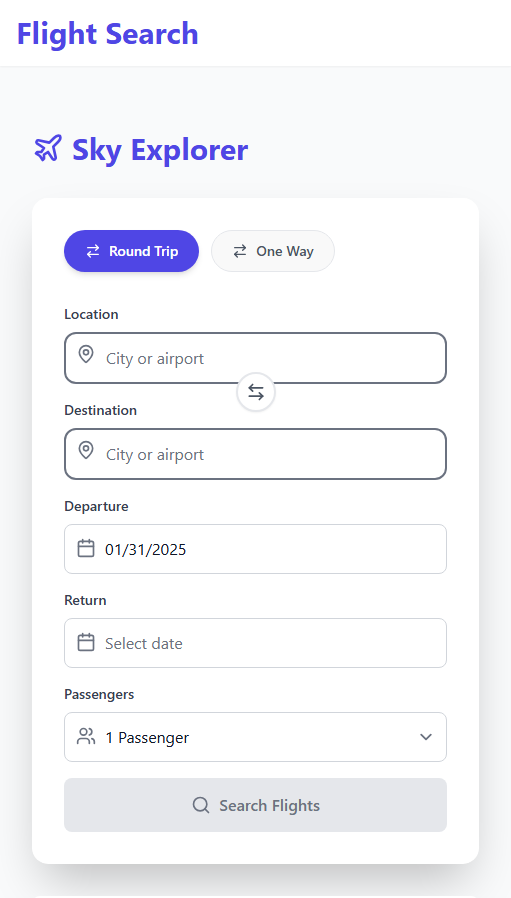 Flight Search
Sky Explorer
Round Trip
One Way
Location
City or airport
Destination
City or airport
Departure
01/31/2025
Return
Select date
Passengers
1 Passenger
Search Flights